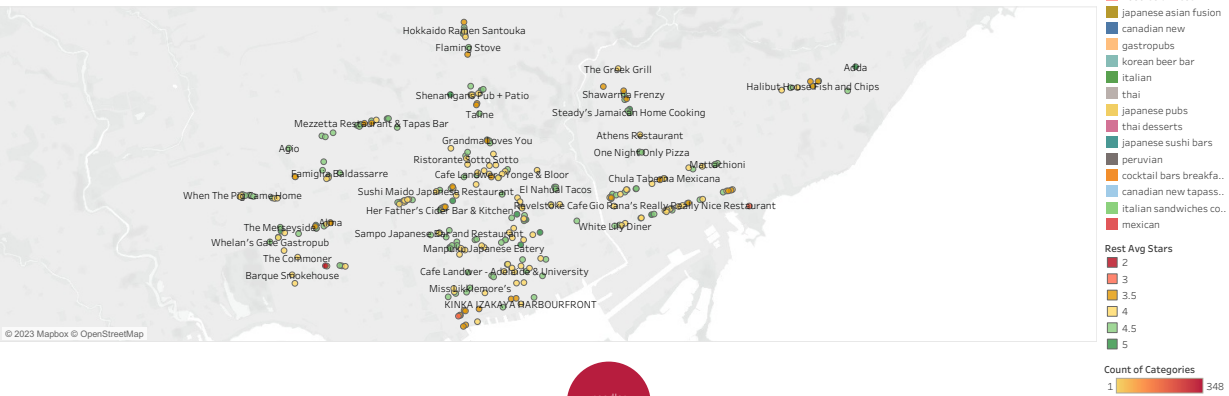 Hokkaido Ramen Santouka
Flaming Stove
The Greek Grill
Adda
Halibut House Fish and Chips
Shenanigans Pub + Patio
Shawarma Frenzy
Taline
Steady's Jamaican Home Cooking
Mezzetta Restaurant & Tapas Bar
Grandma Loves You
Athens Restaurant
Agio
One Night Only Pizza
Ristorante Sotto Sotto
Mattachioni
Famiglia Baldassarre
Cafe Landwer - Yonge & Bloor
Chula Taberna Mexicana
When The Pig Came Home
Sushi Maido Japanese Restaurant
El Nahual Tacos
Her Father's Cider Bar & Kitchen
Revelstoke Cafe
Gio Rana's Really Really Nice Restaurant
The Merseyside
Alma
White Lily Diner
Sampo Japanese Bar and Restaurant
Whelan's Gate Gastropub
Manpuku Japanese Eatery
The Commoner
Barque Smokehouse
Cafe Landwer - Adelaide & University
KINKA IZAKAYA HARBOURFRONT
© 2023 Mapbox © OpenStreetMap
japanese asian fusion
canadian new
gastropubs
korean beer bar
italian
thai
japanese pubs
thai desserts
japanese sushi bars
peruvian
cocktail bars breakfa..
canadian new tapass..
italian sandwiches co..
mexican
Rest Avg Stars
2
3
3.5
4
4.5
5
Count of Categories
1 348